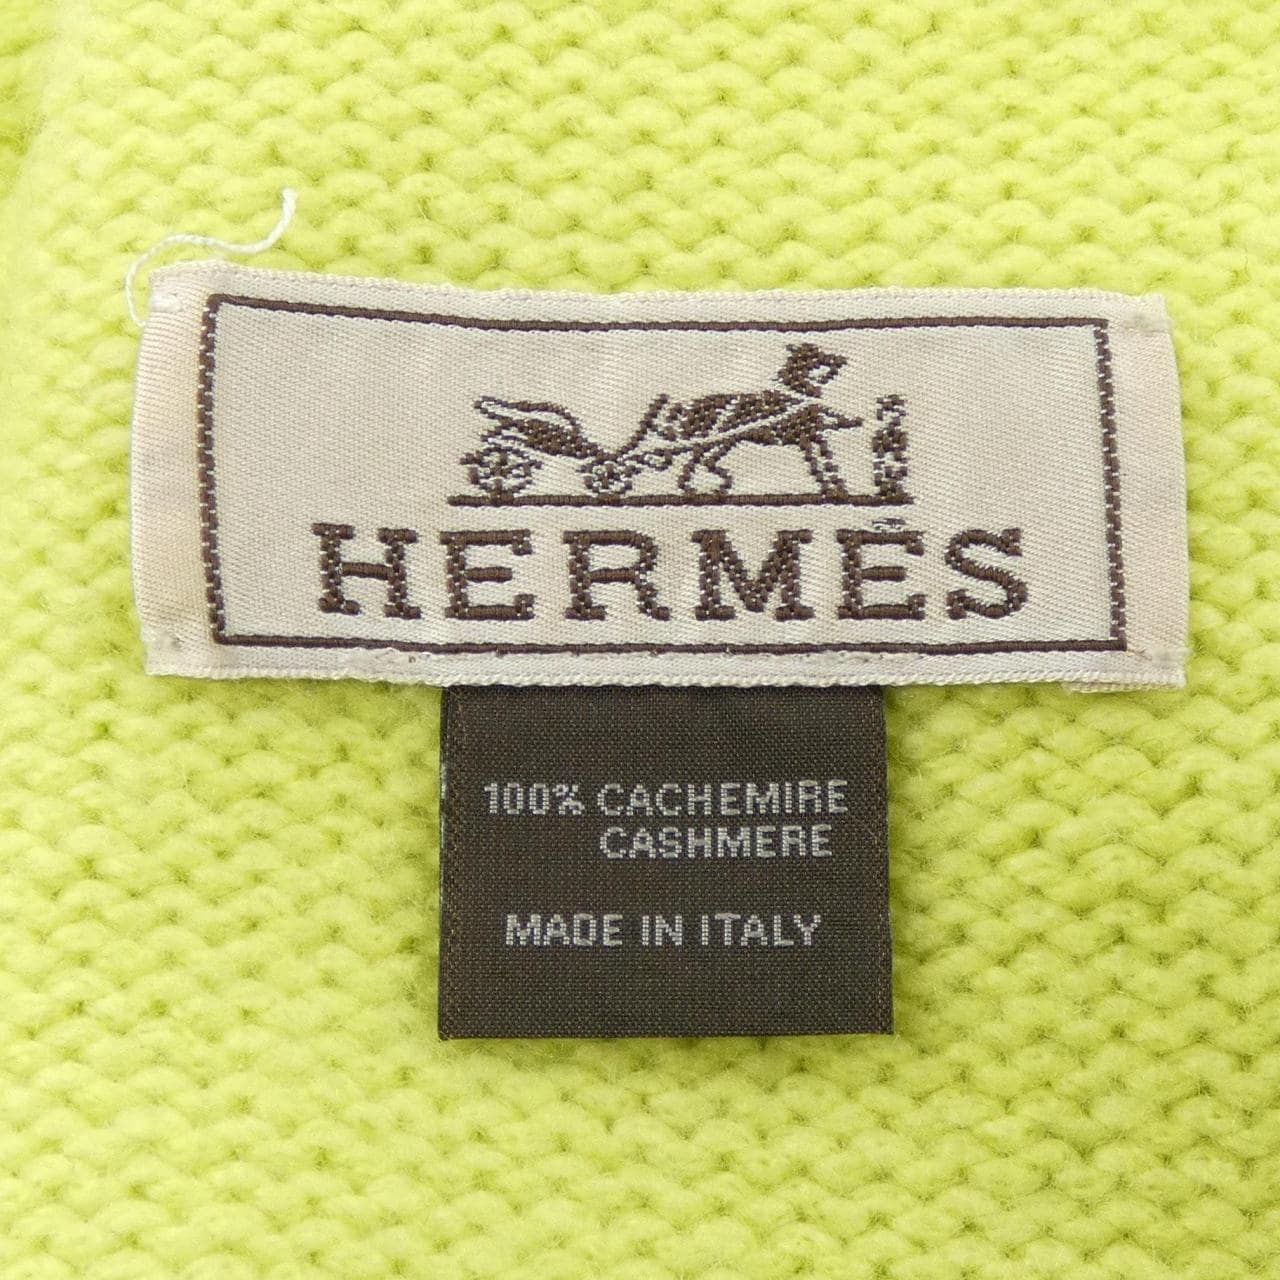 HERMÈS
100% CACHEMIRE
CASHMERE
MADE IN ITALY